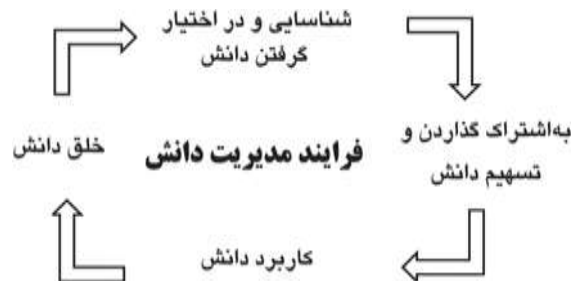 شناسایی و در اختیار
گرفتن دانش
به‌اشتراک گذاردن و
تسهیم دانش
فرایند مدیریت دانش
خلق دانش
کاربرد دانش